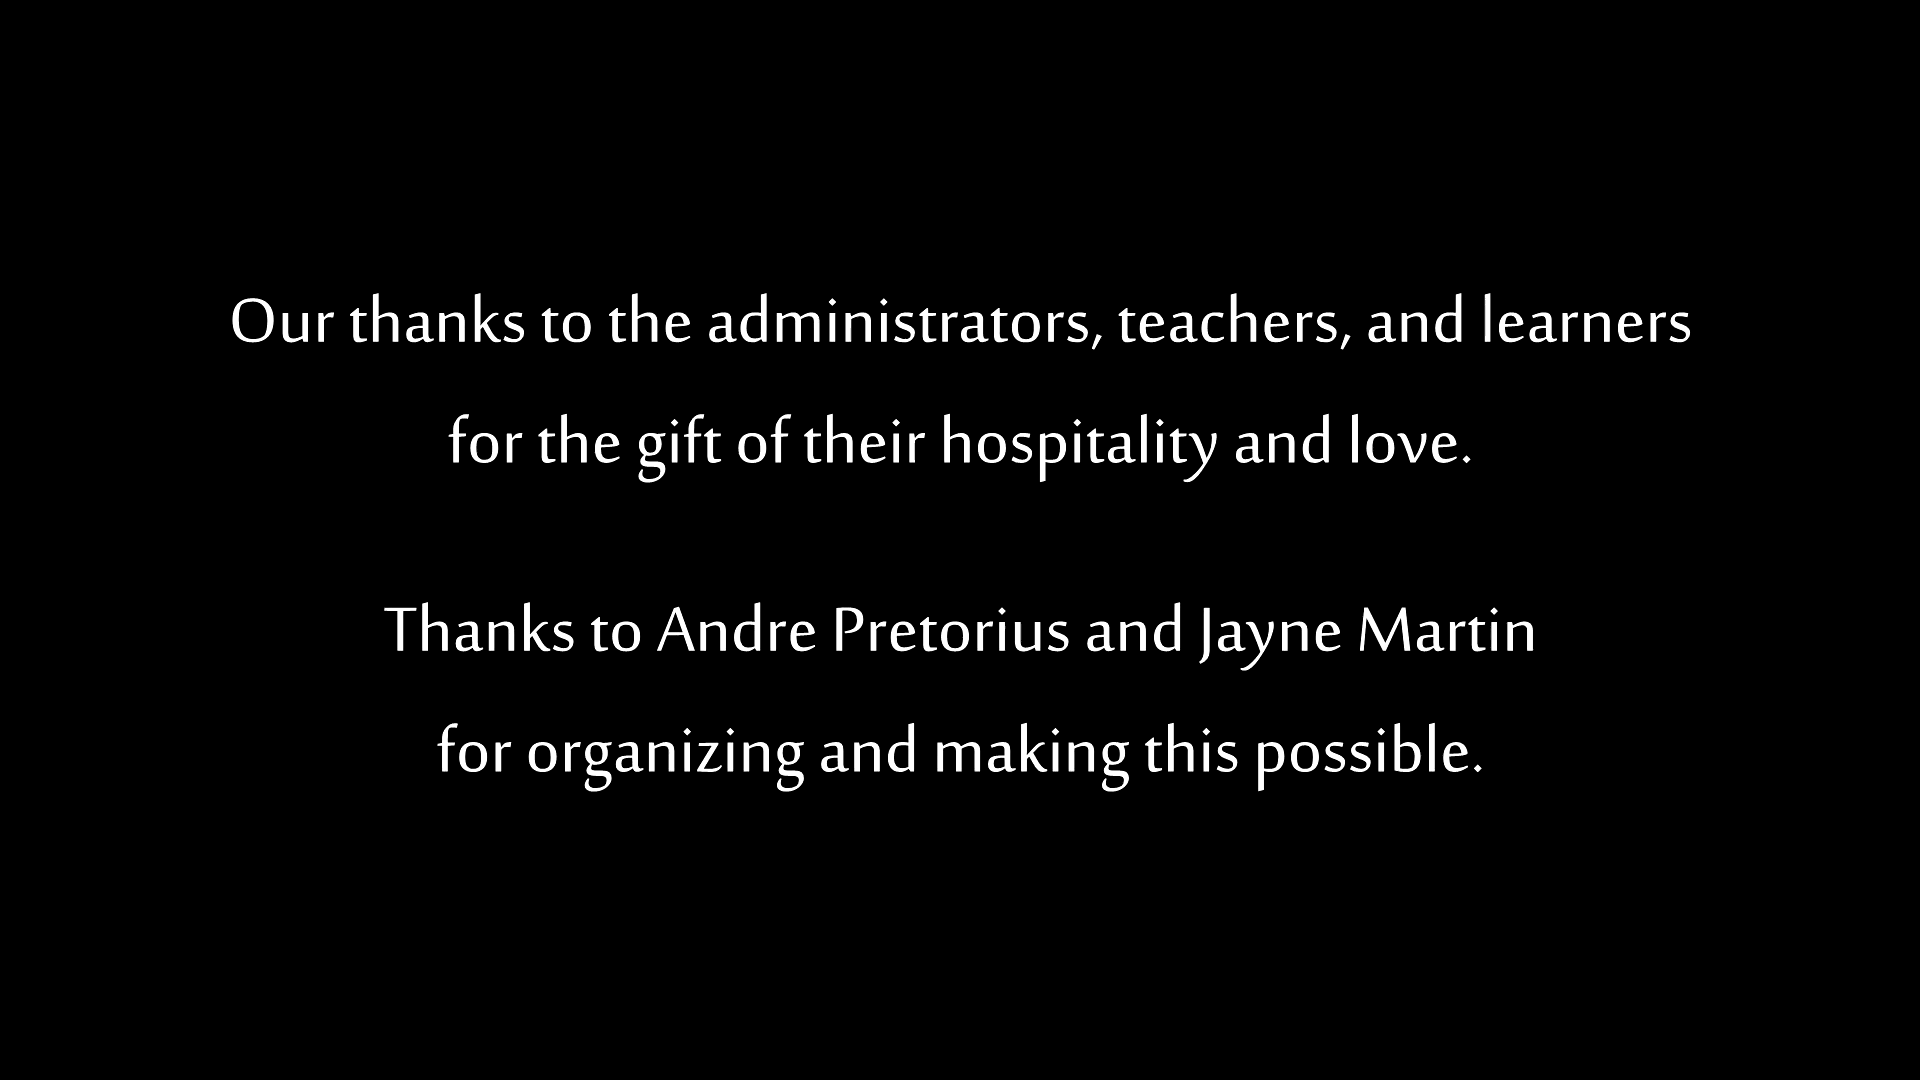 Our thanks to the administrators, teachers, and learners
for the gift of their hospitality and love.
Thanks to Andre Pretorius and Jayne Martin
for organizing and making this possible.